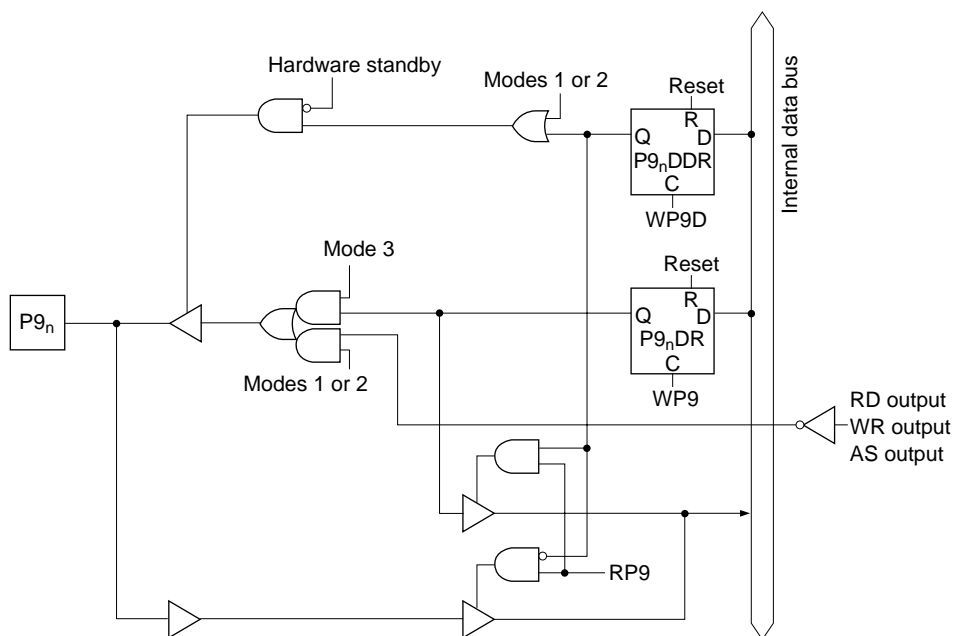 Hardware standby
Modes 1 or 2
Reset
R
Q
D
P9nDDR
C
WP9D
Internal data bus
Mode 3
Reset
R
Q
D
P9nDR
C
WP9
P9n
Modes 1 or 2
RD output
WR output
AS output
RP9